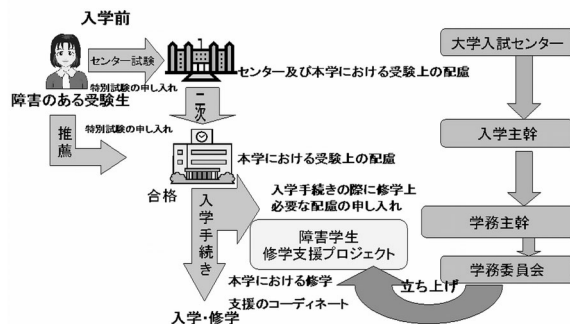 入学前
センター試験
特別試験の申し入れ
障害のある受験生
センター及び本学における受験上の配慮
大学入試センター
二次
推薦
特別試験の申し入れ
本学における受験上の配慮
入学主幹
合格
入学手続き
入学手続きの際に修学上
必要な配慮の申し入れ
学務主幹
障害学生
修学支援プロジェクト
学務委員会
立ち上げ
本学における修学
支援のコーディネート
入学・修学